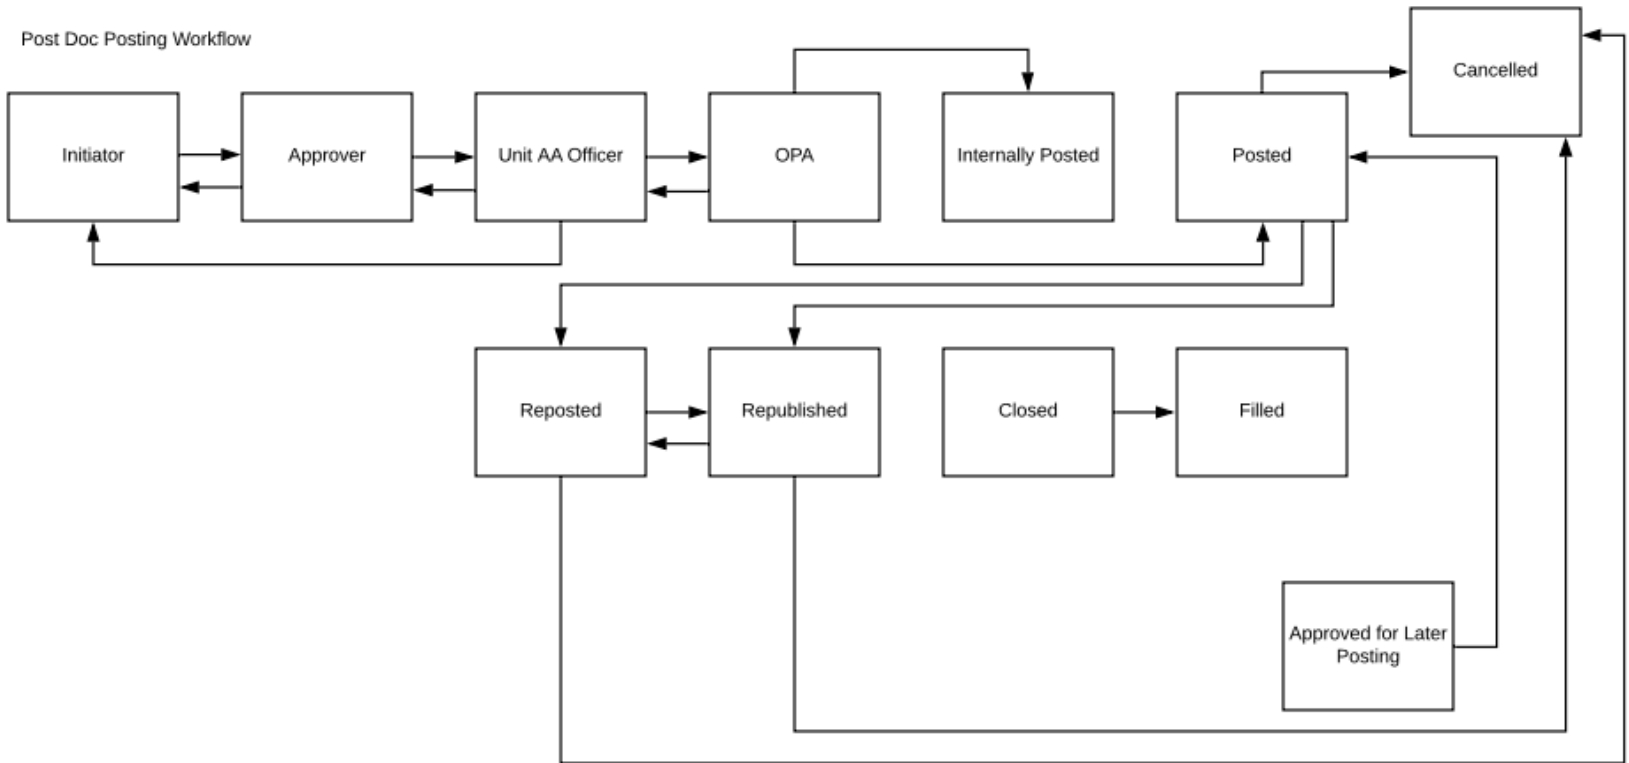 Post Doc Posting Workflow
Cancelled
Initiator
Approver
Unit AA Officer
OPA
Internally Posted
Posted
Reposted
Republished
Closed
Filled
Approved for Later
Posting